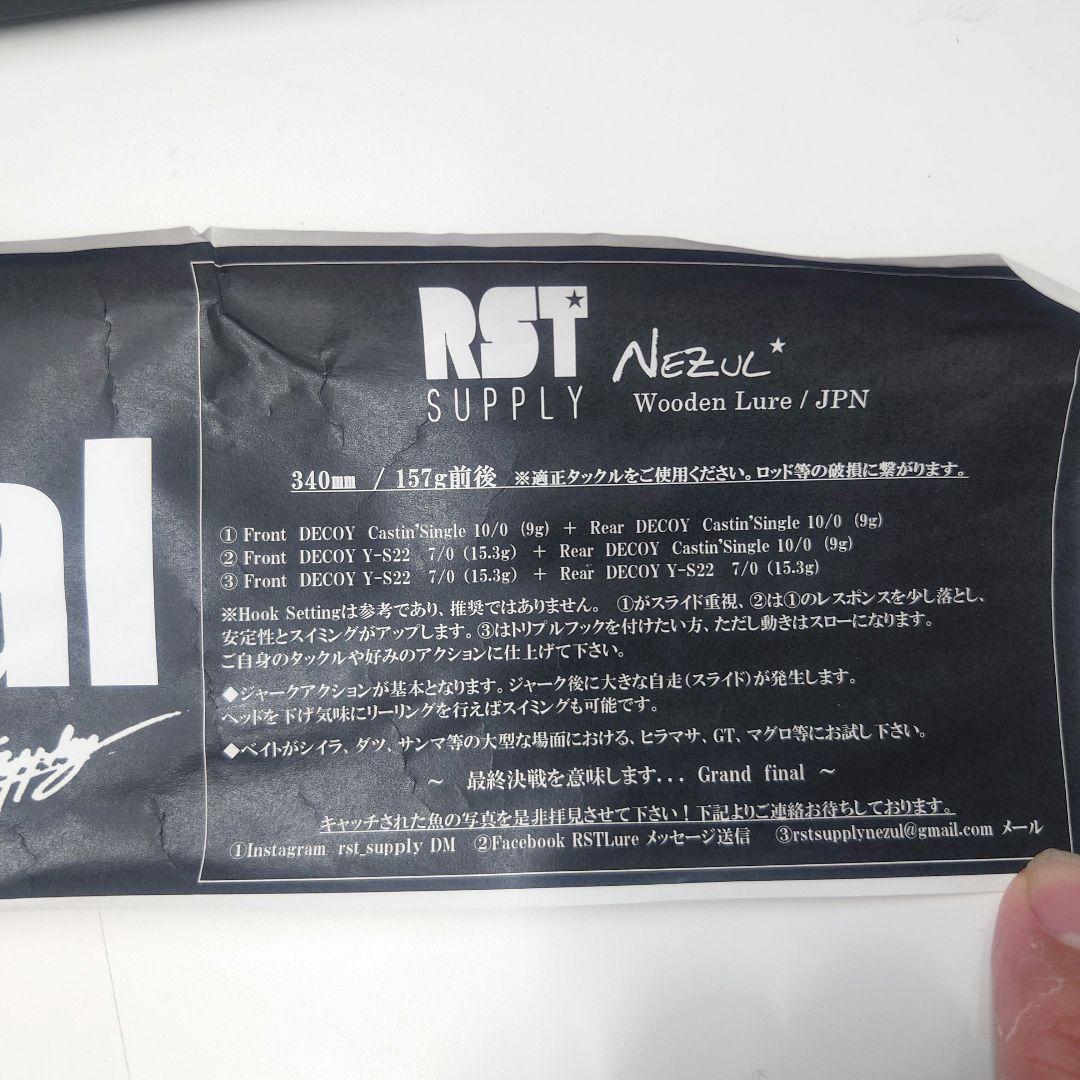 RST
SUPPLY
NEZUL
Wooden Lure / JPN
340mm / 157g前後 ※適正タックルをご使用ください。ロッド等の破損に繋がります。
① Front DECOY Castin'Single 10/0 (9g) + Rear DECOY Castin'Single 10/0 (9g)
② Front DECOY Y-S22 7/0 (15.3g) + Rear DECOY Castin'Single 10/0 (9g)
③ Front DECOY Y-S22 7/0 (15.3g) + Rear DECOY Y-S22 7/0 (15.3g)
※Hook Settingは参考であり、推奨ではありません。 ①がスライド重視、②は①のレスポンスを少し落とし、
安定性とスイミングがアップします。③はトリプルフックを付けたい方、ただし動きはスローになります。
ご自身のタックルや好みのアクションに仕上げて下さい。
◆ジャークアクションが基本となります。ジャーク後に大きな自走(スライド)が発生します。
ヘッドを下げ気味にリーリングを行えばスイミングも可能です。
◆ベイトがシイラ、ダツ、サンマ等の大型な場面における、ヒラマサ、GT、マグロ等にお試し下さい。
～ 最終決戦を意味します... Grand final ～
キャッチされた魚の写真を是非拝見させて下さい！下記よりご連絡お待ちしております。
①Instagram rst_supply DM ②Facebook RSTLure メッセージ送信 ③rstsupplynezul@gmail.com メール
al
Supply